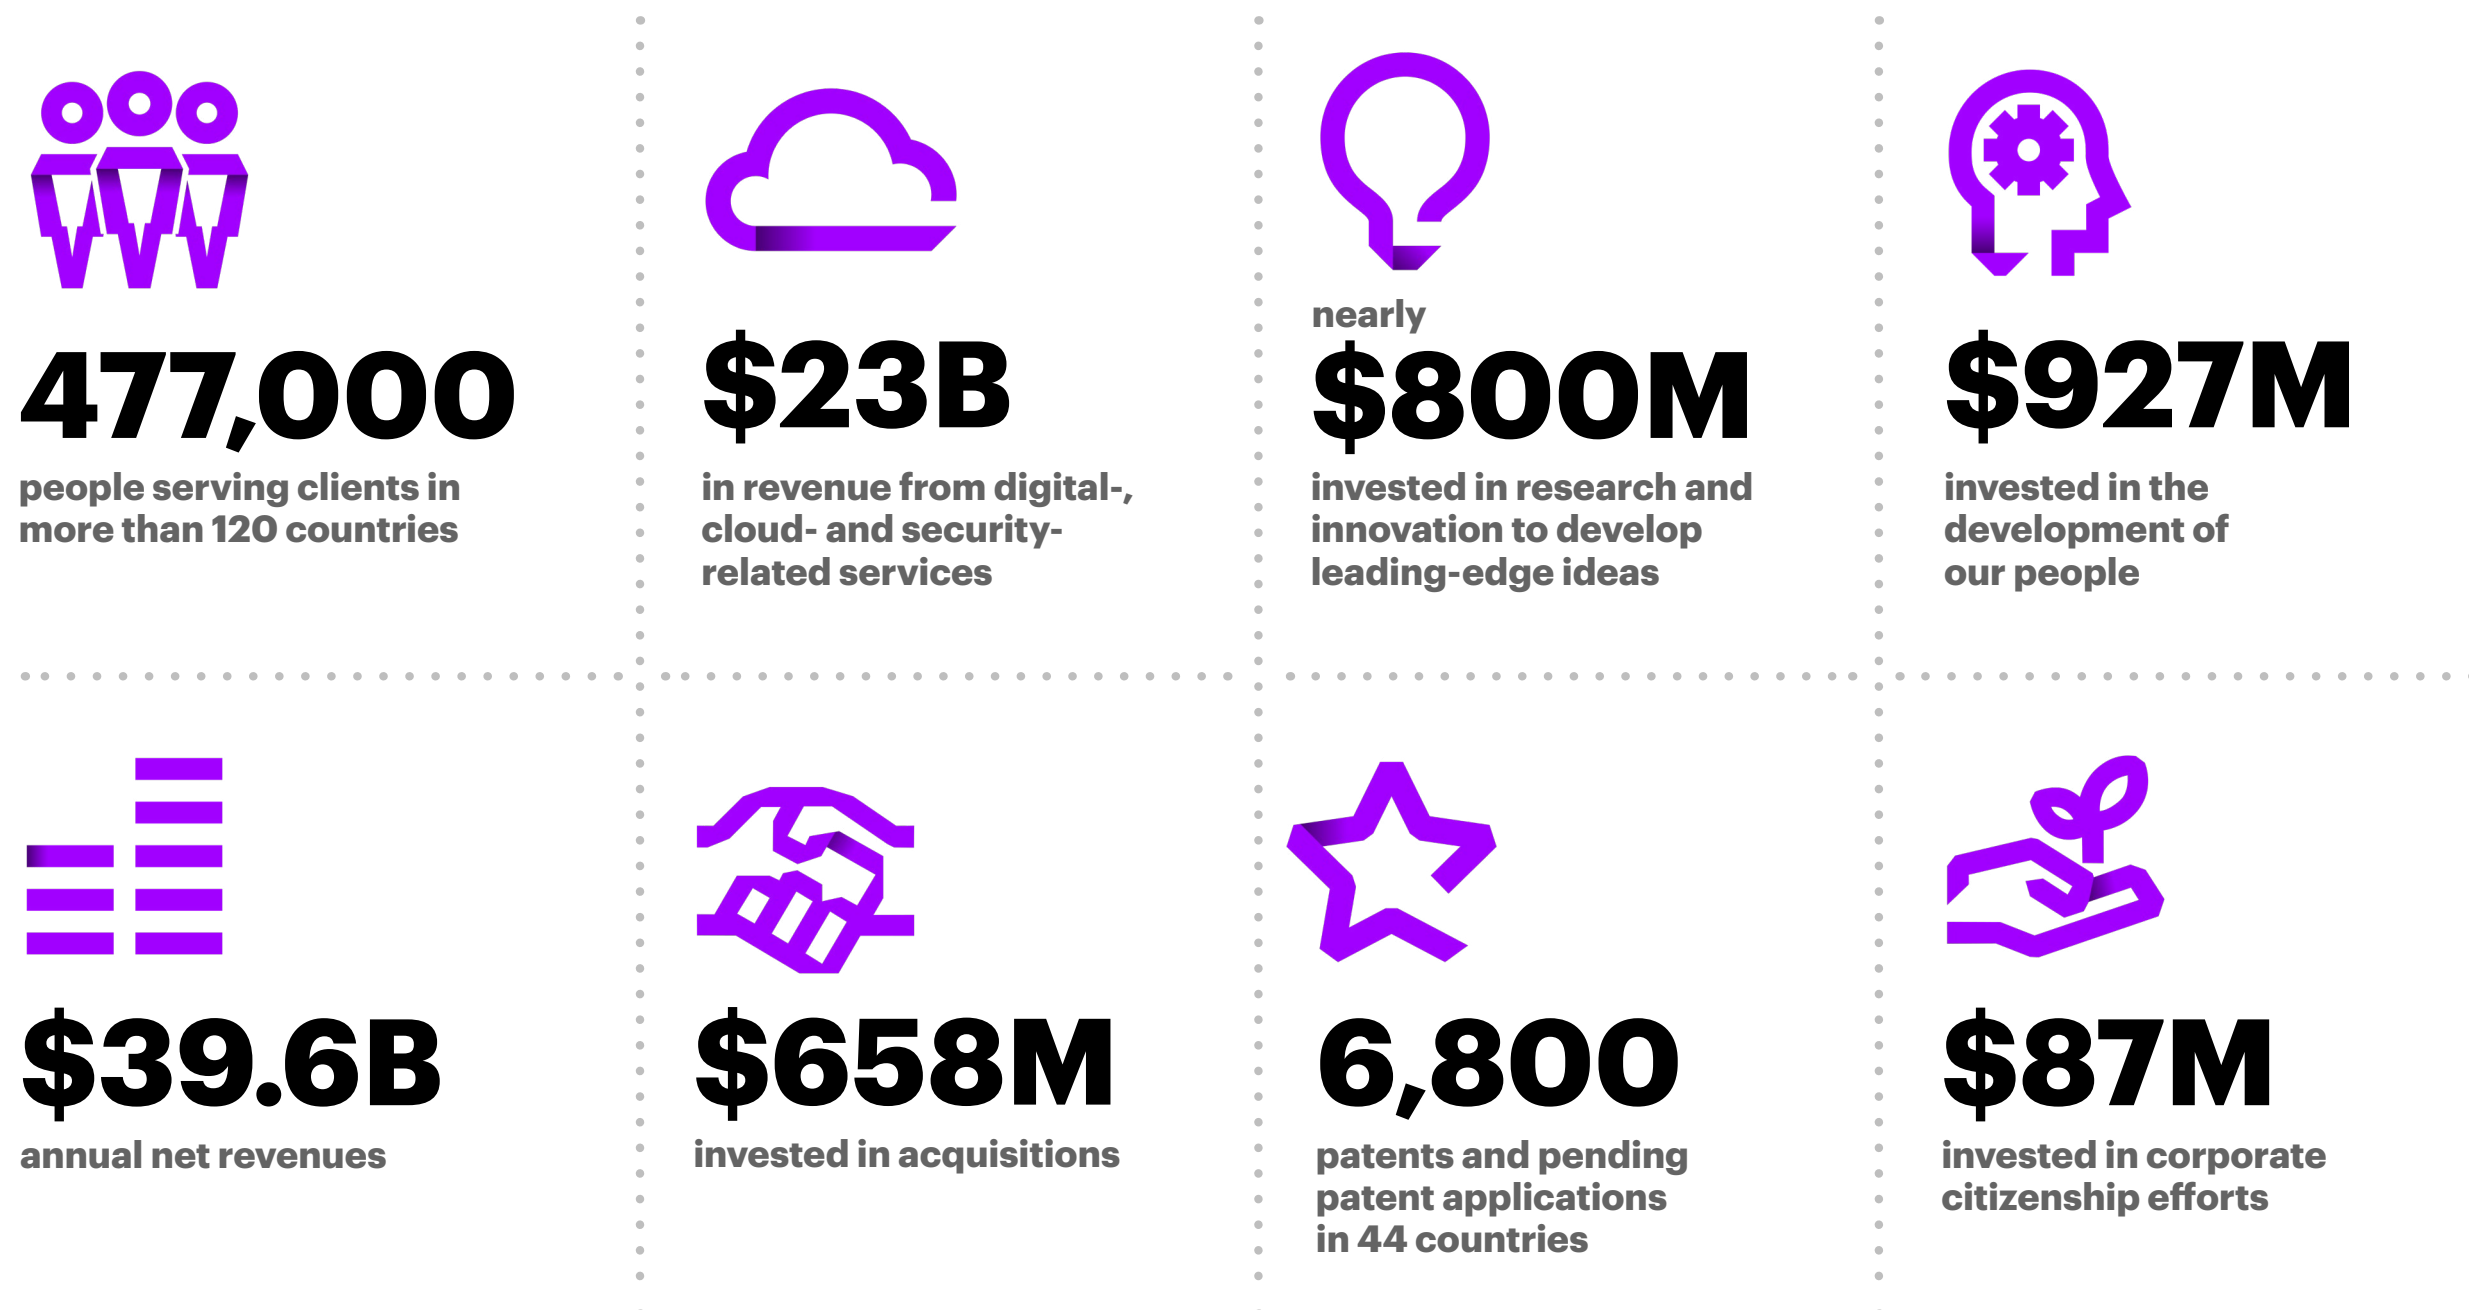 477,000
people serving clients in
more than 120 countries
$23B
in revenue from digital-,
cloud- and security-
related services
nearly
$800M
invested in research and
innovation to develop
leading-edge ideas
$927M
invested in the
development of
our people
$39.6B
annual net revenues
$658M
invested in acquisitions
6,800
patents and pending
patent applications
in 44 countries
$87M
invested in corporate
citizenship efforts